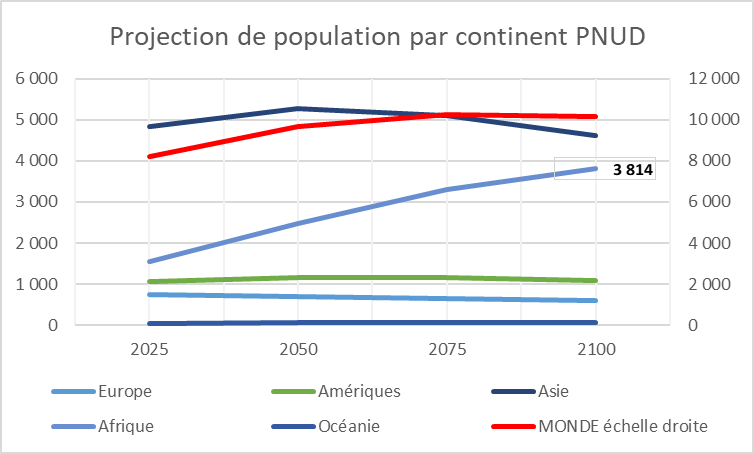 Projection de population par continent PNUD
6 000 12 000
5 000 10 000
4 000 8 000
3 814
3 000 6 000
2 000 4 000
1 000 2 000
0 0
2025 2050 2075 2100
Europe Amériques Asie
Afrique Océanie MONDE échelle droite